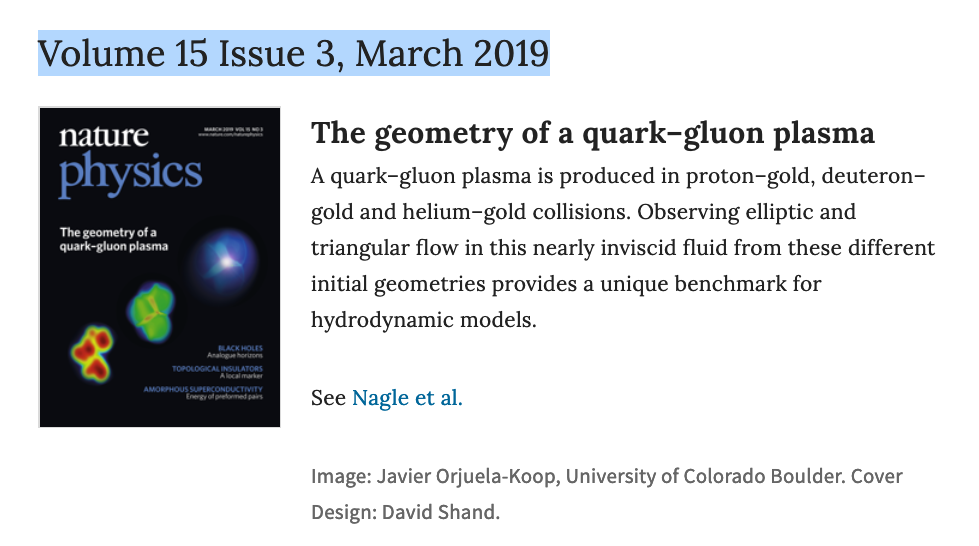 Volume 15 Issue 3, March 2019
nature
physics
MARCH 2019 VOL 15 NO 3
www.nature.com/naturephysics
The geometry of a
quark–gluon plasma
BLACK HOLES
Analogue horizons
TOPOLOGICAL INSULATORS
A local marker
AMORPHOUS SUPERCONDUCTIVITY
Energy of preformed pairs
The geometry of a quark–gluon plasma
A quark–gluon plasma is produced in proton–gold, deuteron–
gold and helium–gold collisions. Observing elliptic and
triangular flow in this nearly inviscid fluid from these different
initial geometries provides a unique benchmark for
hydrodynamic models.
See Nagle et al.
Image: Javier Orjuela-Koop, University of Colorado Boulder. Cover
Design: David Shand.